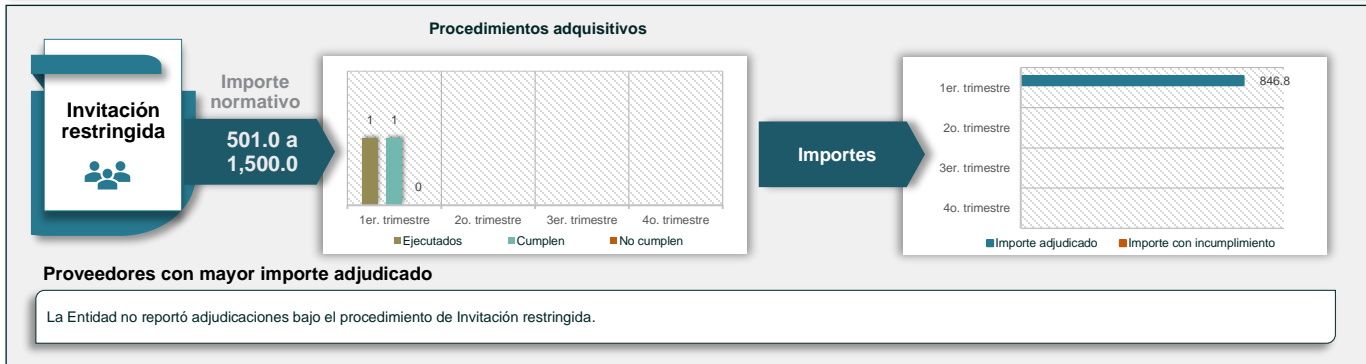 Procedimientos adquisitivos
Invitación
restringida
Importe
normativo
501.0 a
1,500.0
1 1
0
1er. trimestre 2o. trimestre 3er. trimestre 4o. trimestre
Ejecutados Cumplen No cumplen
Importes
1er. trimestre 846.8
2o. trimestre
3er. trimestre
4o. trimestre
Importe adjudicado Importe con incumplimiento
Proveedores con mayor importe adjudicado
La Entidad no reportó adjudicaciones bajo el procedimiento de Invitación restringida.